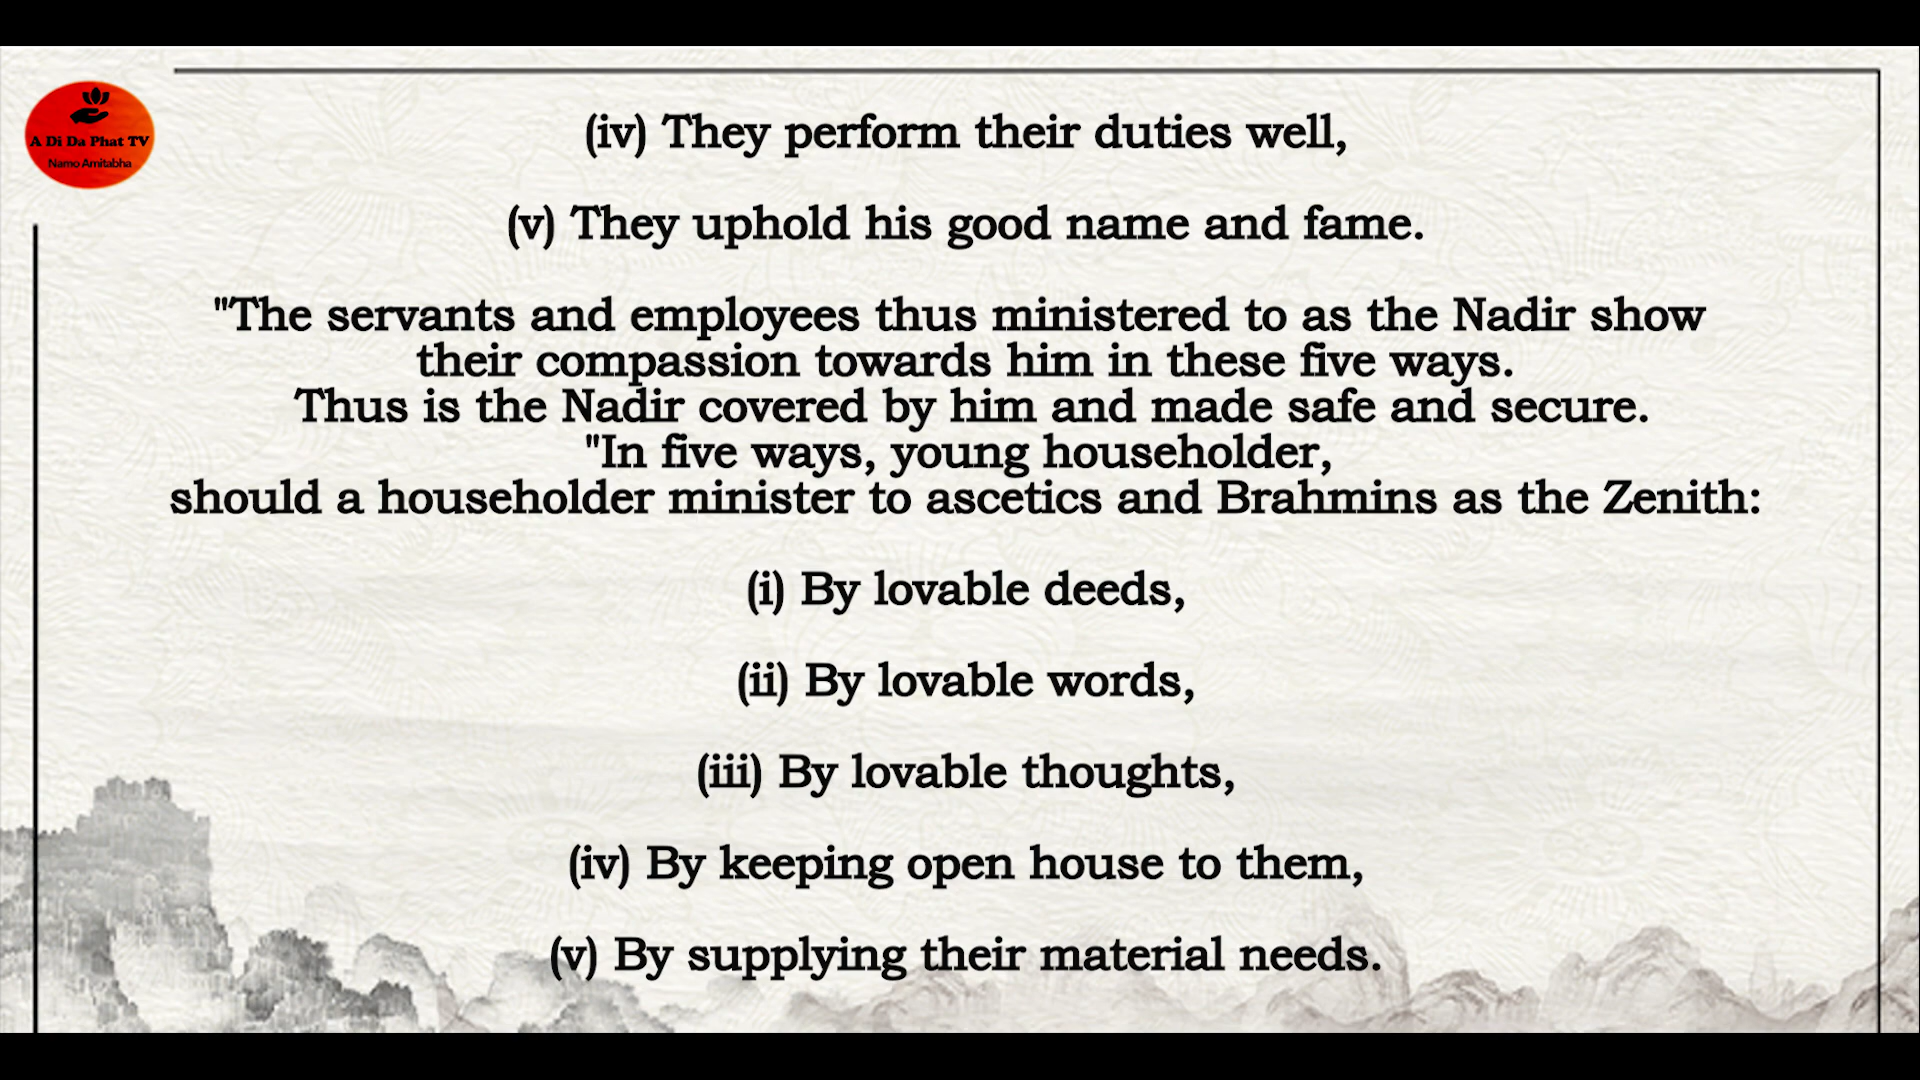 A Di Da Phat TV
Namo Amitabha
(iv) They perform their duties well,
(v) They uphold his good name and fame.
"The servants and employees thus ministered to as the Nadir show
their compassion towards him in these five ways.
Thus is the Nadir covered by him and made safe and secure.
"In five ways, young householder,
should a householder minister to ascetics and Brahmins as the Zenith:
(i) By lovable deeds,
(ii) By lovable words,
(iii) By lovable thoughts,
(iv) By keeping open house to them,
(v) By supplying their material needs.